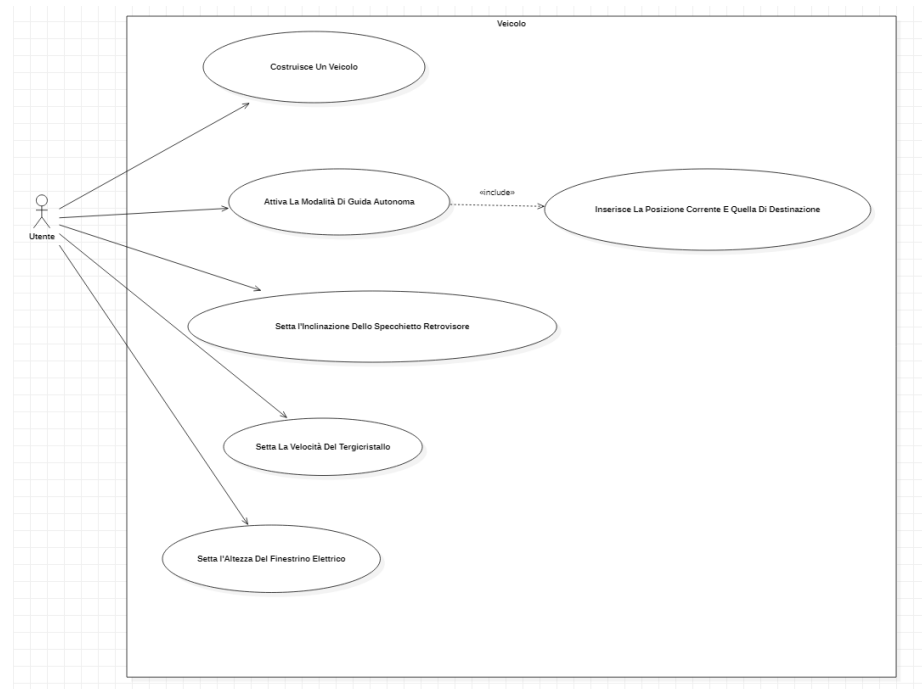 Veicolo
Costruisce Un Veicolo
Attiva La Modalità Di Guida Autonoma
«include»
Inserisce La Posizione Corrente E Quella Di Destinazione
Utente
Setta l'Inclinazione Dello Specchietto Retrovisore
Setta La Velocità Del Tergicristallo
Setta l'Altezza Del Finestrino Elettrico